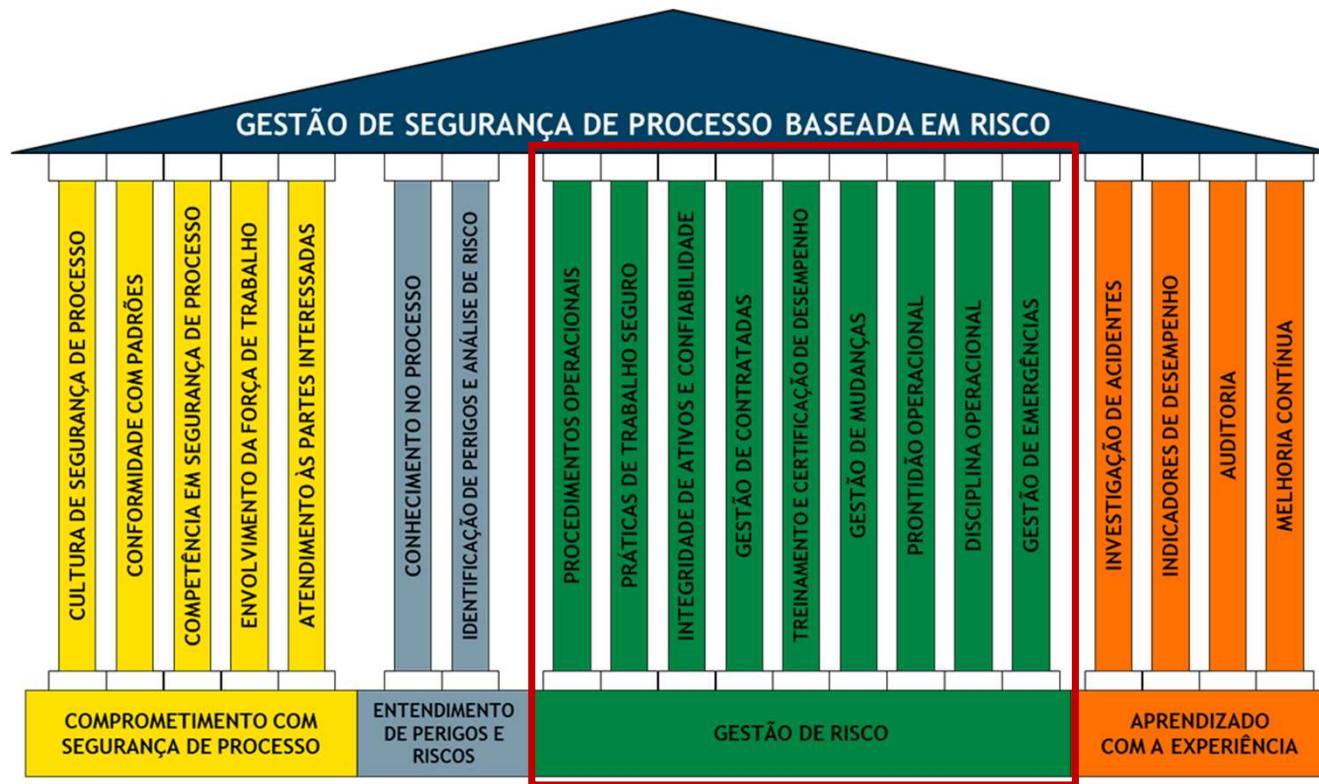 GESTÃO DE SEGURANÇA DE PROCESSO BASEADA EM RISCO
CULTURA DE SEGURANÇA DE PROCESSO
CONFORMIDADE COM PADRÕES
COMPETÊNCIA EM SEGURANÇA DE PROCESSO
ENVOLVIMENTO DA FORÇA DE TRABALHO
ATENDIMENTO ÀS PARTES INTERESSADAS
CONHECIMENTO NO PROCESSO
IDENTIFICAÇÃO DE PERIGOS E ANÁLISE DE RISCO
PROCEDIMENTOS OPERACIONAIS
PRÁTICAS DE TRABALHO SEGURO
INTEGRIDADE DE ATIVOS E CONFIABILIDADE
GESTÃO DE CONTRATADAS
TREINAMENTO E CERTIFICAÇÃO DE DESEMPENHO
GESTÃO DE MUDANÇAS
PRONTIDÃO OPERACIONAL
DISCIPLINA OPERACIONAL
GESTÃO DE EMERGÊNCIAS
INVESTIGAÇÃO DE ACIDENTES
INDICADORES DE DESEMPENHO
AUDITORIA
MELHORIA CONTÍNUA
COMPROMETIMENTO COM
SEGURANÇA DE PROCESSO
ENTENDIMENTO
DE PERIGOS E
RISCOS
GESTÃO DE RISCO
APRENDIZADO
COM A EXPERIÊNCIA